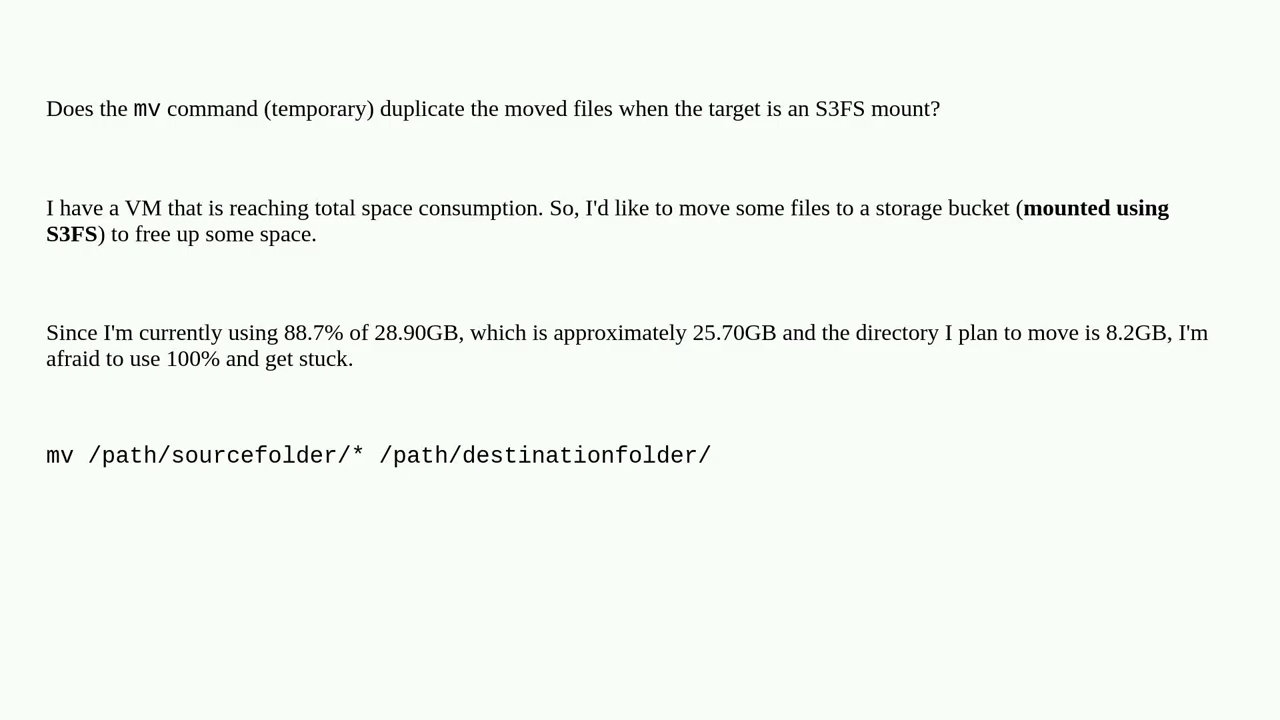 Does the mv command (temporary) duplicate the moved files when the target is an S3FS mount?
I have a VM that is reaching total space consumption. So, I'd like to move some files to a storage bucket (mounted using
S3FS) to free up some space.
Since I'm currently using 88.7% of 28.90GB, which is approximately 25.70GB and the directory I plan to move is 8.2GB, I'm
afraid to use 100% and get stuck.
mv /path/sourcefolder/* /path/destinationfolder/